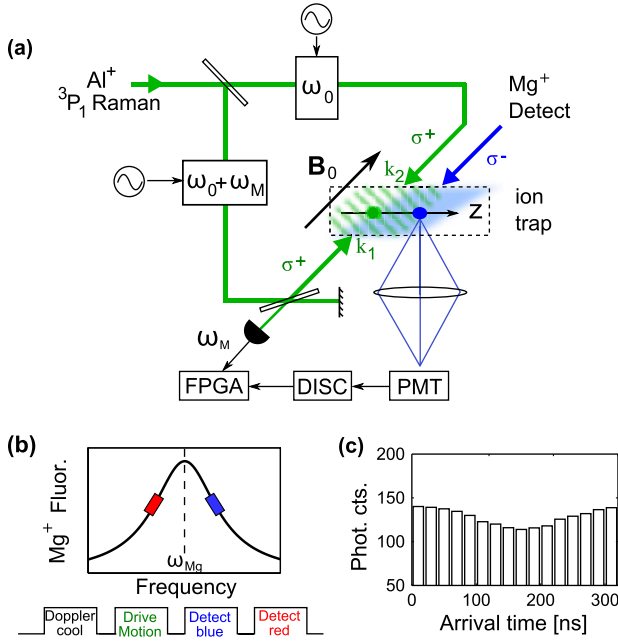 (a)
Al+
3P1 Raman
ω0
Mg+
Detect
σ+
σ-
B0
k2
ω0+ωM
ion
trap
z
k1
σ+
ωM
FPGA
DISC
PMT
(b)
Mg+ Fluor.
ωMg
Frequency
Doppler
cool
Drive
Motion
Detect
blue
Detect
red
(c)
Phot. cts.
200
150
100
50
0
100
200
300
Arrival time [ns]